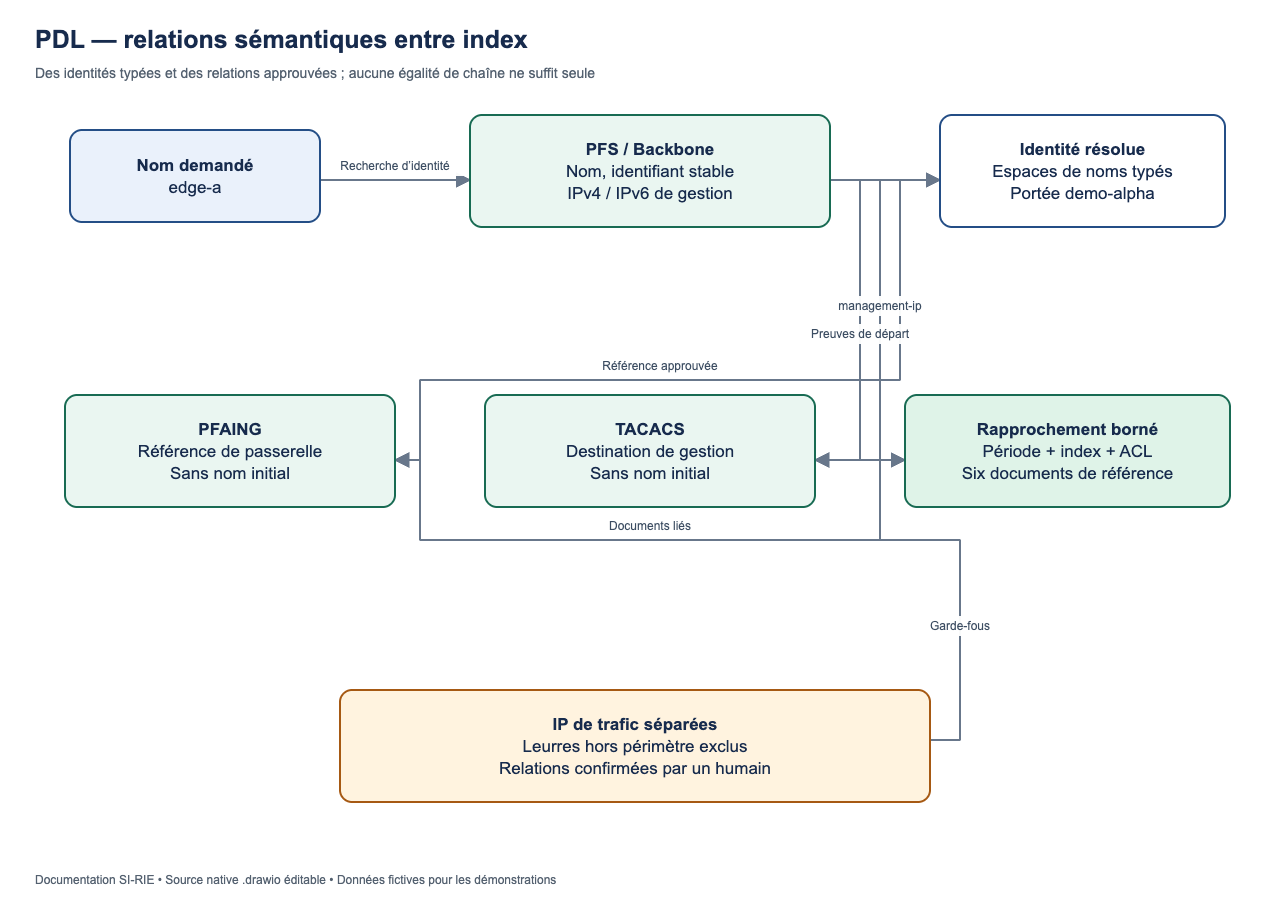 PDL — relations sémantiques entre index
Des identités typées et des relations approuvées ; aucune égalité de chaîne ne suffit seule
Nom demandé
edge-a
Recherche d’identité
PFS / Backbone
Nom, identifiant stable
IPv4 / IPv6 de gestion
Identité résolue
Espaces de noms typés
Portée demo-alpha
management-ip
Preuves de départ
Référence approuvée
PFAING
Référence de passerelle
Sans nom initial
TACACS
Destination de gestion
Sans nom initial
Rapprochement borné
Période + index + ACL
Six documents de référence
Documents liés
Garde-fous
IP de trafic séparées
Leurres hors périmètre exclus
Relations confirmées par un humain
Documentation SI-RIE • Source native .drawio éditable • Données fictives pour les démonstrations